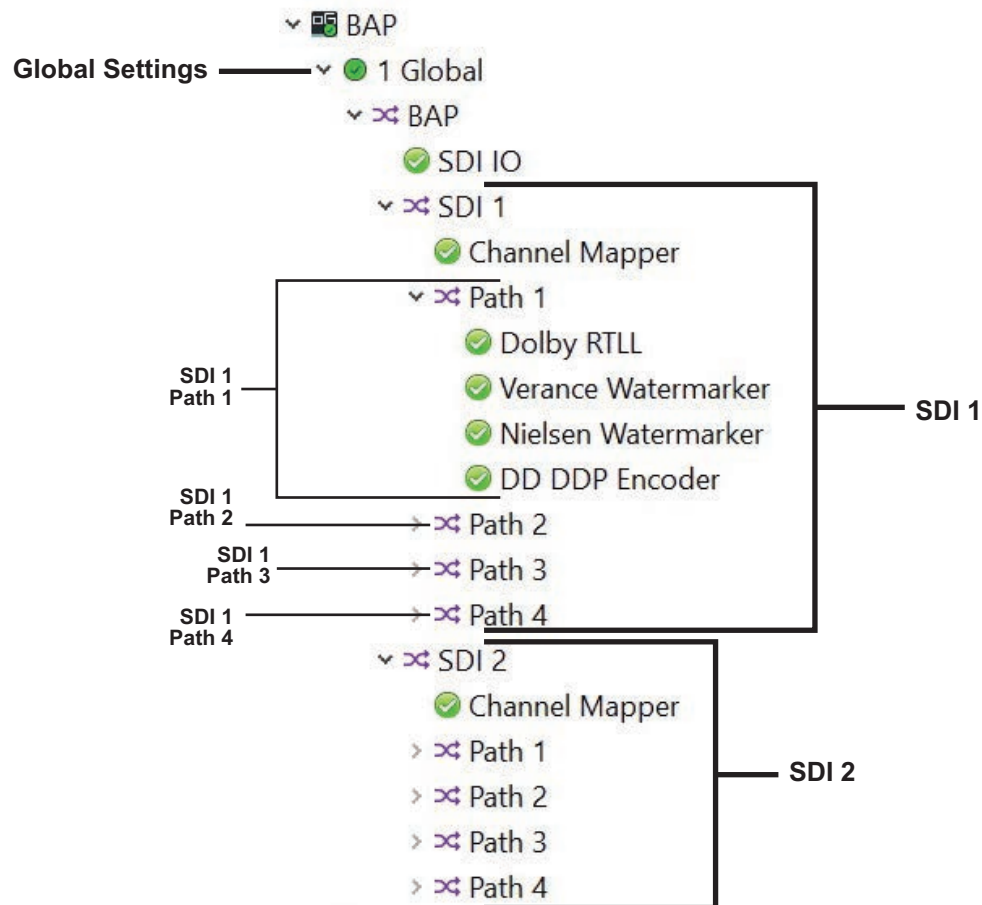 BAP
Global Settings
1 Global
BAP
SDI IO
SDI 1
Channel Mapper
Path 1
Dolby RTLL
SDI 1
Path 1
Verance Watermarker
SDI 1
Nielsen Watermarker
DD DDP Encoder
SDI 1
Path 2
Path 2
SDI 1
Path 3
Path 3
SDI 1
Path 4
Path 4
SDI 2
Channel Mapper
Path 1
SDI 2
Path 2
Path 3
Path 4